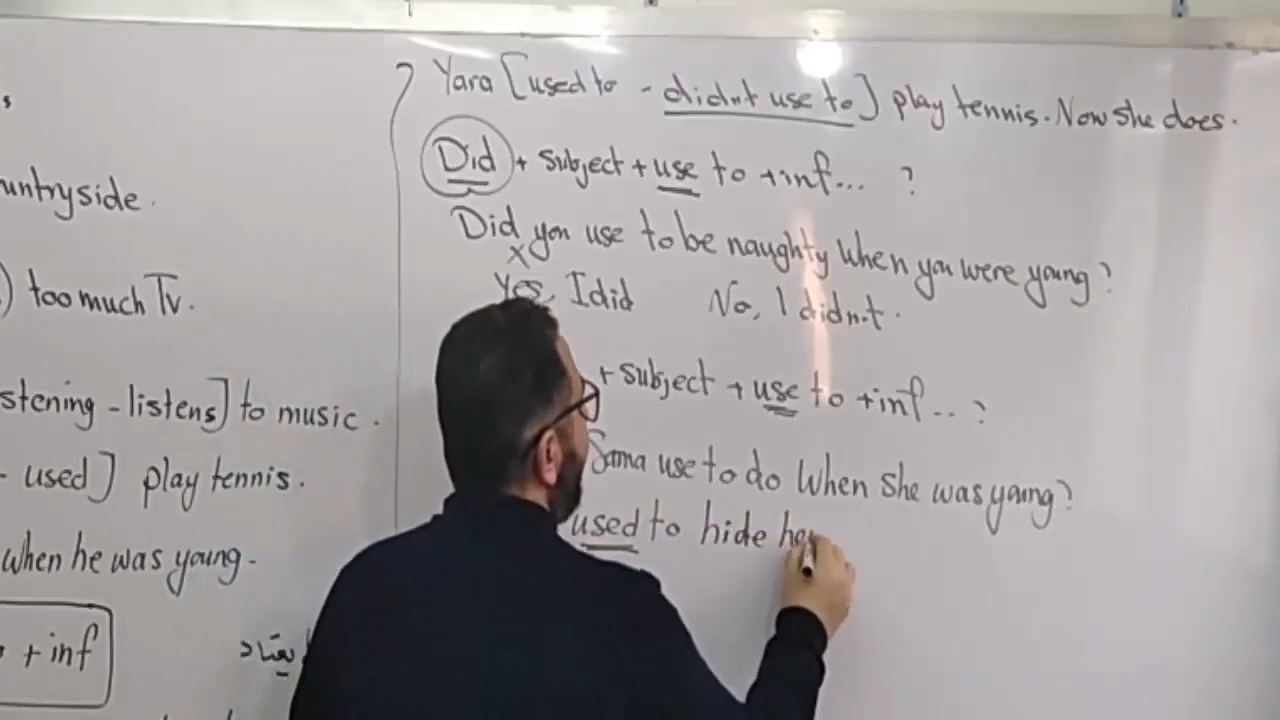 untryside.
too much Tv.
stening - listens] to music.
- used] play tennis.
when he was young.
+ inf
Yara [used to - didn't use to] play tennis. Now she does.
Did + subject + use to + inf... ?
Did you use to be naughty when you were young?
x
Yes, I did No, I didn't.
+ subject + use to + inf... ?
Sama use to do when she was young?
used to hide her